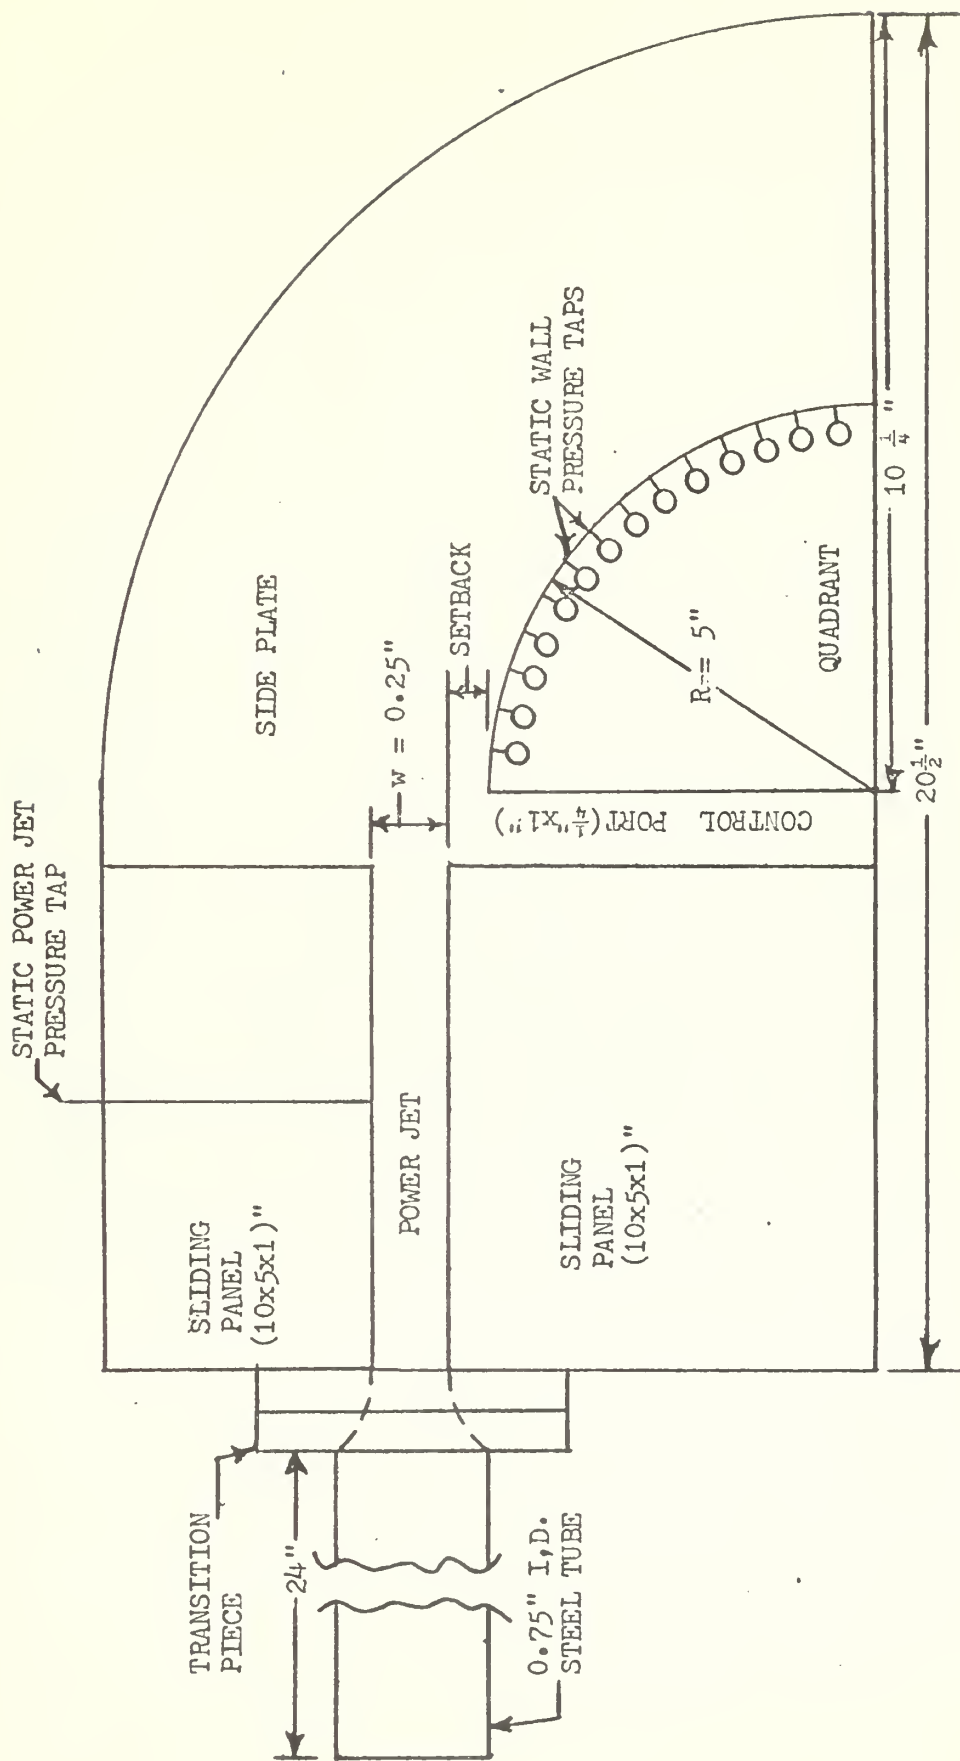 STATIC POWER JET
PRESSURE TAP
SIDE PLATE
STATIC WALL
PRESSURE TAPS
SETBACK
w = 0.25"
SLIDING
PANEL
(10x5x1)"
TRANSITION
PIECE
24"
POWER JET
CONTROL PORT(1/4"x1")
R = 5"
QUADRANT
SLIDING
PANEL
(10x5x1)"
0.75" I,D.
STEEL TUBE
10 1/4"
20 1/2"